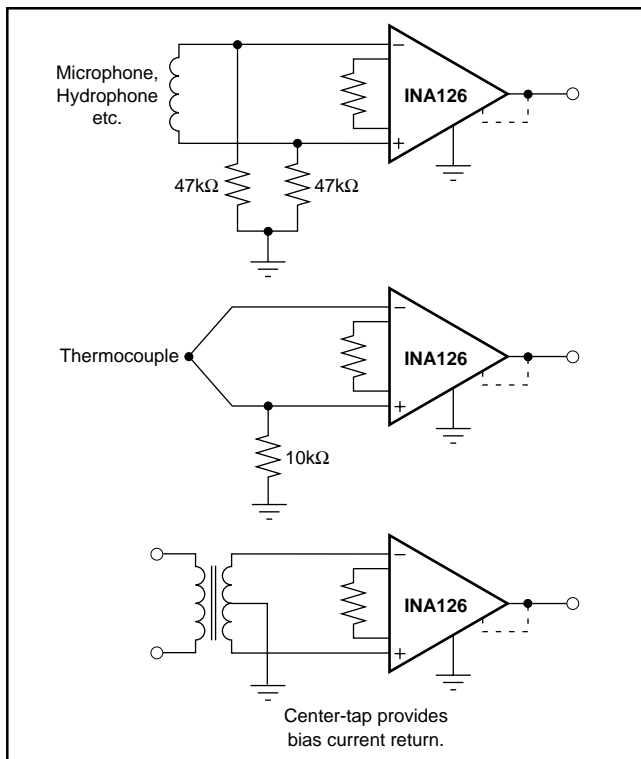 Microphone,
Hydrophone
etc.
−
INA126
+
47kΩ
47kΩ
Thermocouple
−
INA126
+
10kΩ
−
INA126
+
Center-tap provides
bias current return.